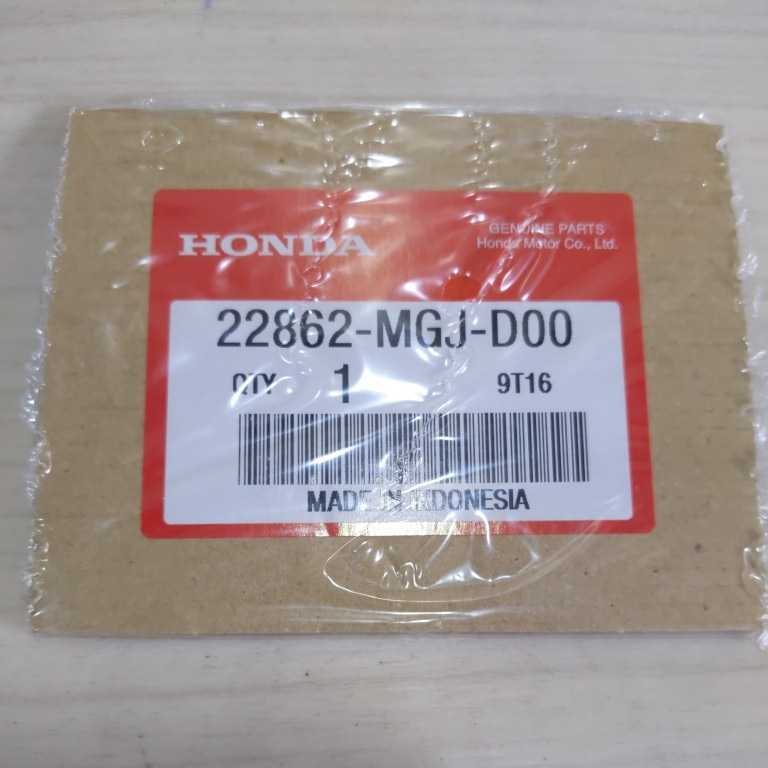 HONDA
GENUINE PARTS
Honda Motor Co., Ltd.
22862-MGJ-D00
QTY 1 9T16
MADE IN INDONESIA